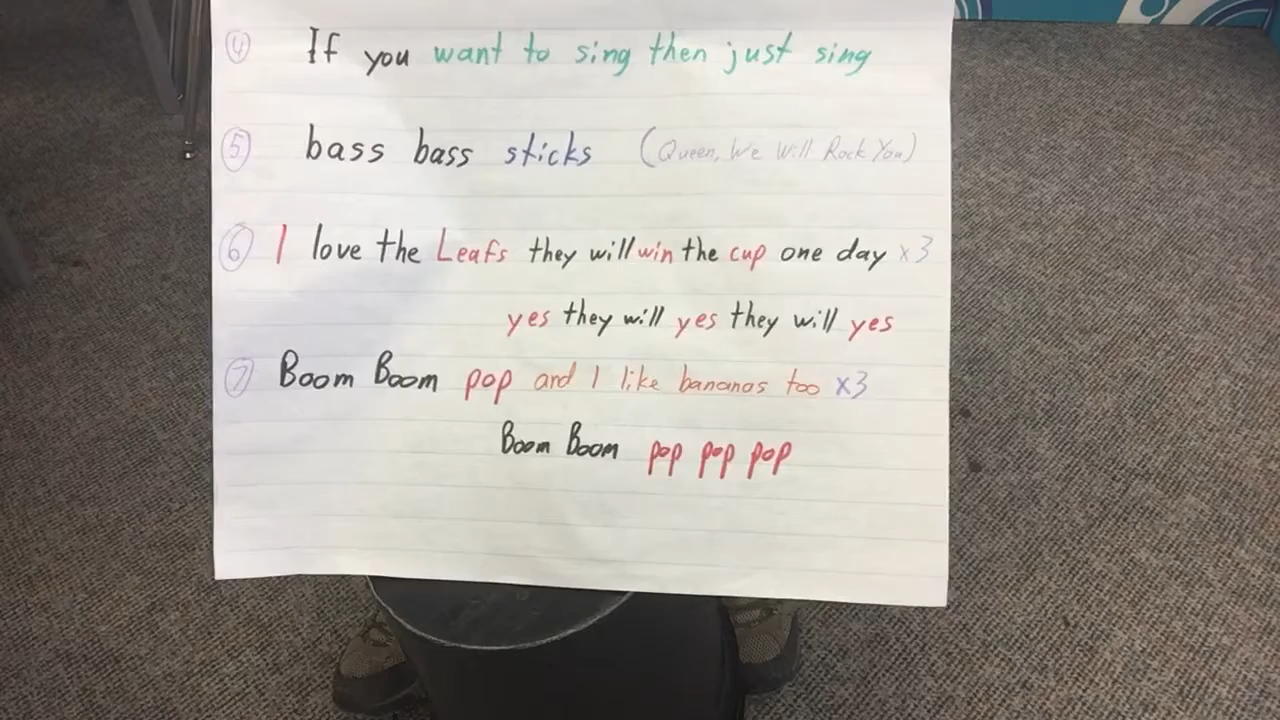 ④ If you want to sing then just sing
⑤ bass bass sticks (Queen, We Will Rock You)
⑥ I love the Leafs they will win the cup one day x3
yes they will yes they will yes
⑦ Boom Boom pop and I like bananas too x3
Boom Boom pop pop pop